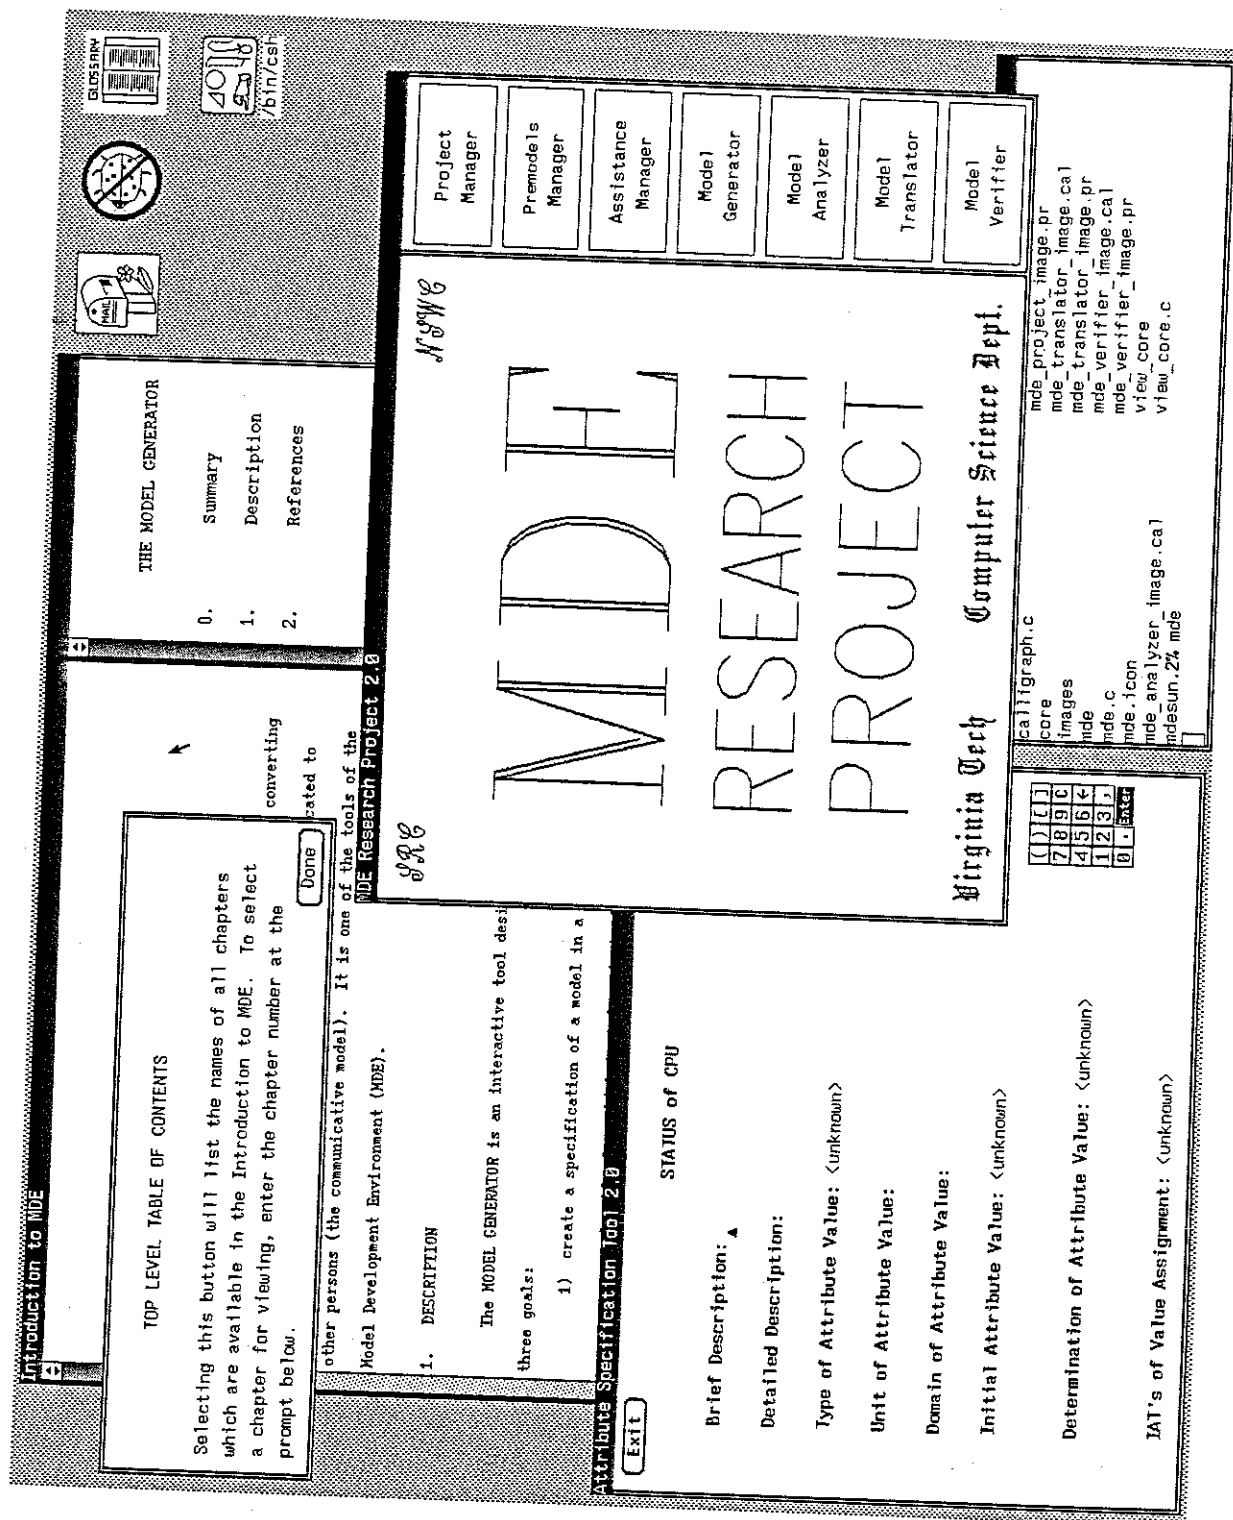 Introduction to MDE
TOP LEVEL TABLE OF CONTENTS
Selecting this button will list the names of all chapters
which are available in the Introduction to MDE. To select
a chapter for viewing, enter the chapter number at the
prompt below.
Done
converting
cated to
other persons (the communicative model). It is one of the tools of the
Model Development Environment (MDE).
1. DESCRIPTION
The MODEL GENERATOR is an interactive tool desi
three goals:
1) create a specification of a model in a
THE MODEL GENERATOR
0. Summary
1. Description
2. References
MAIL
GLOSSARY
/bin/csh
MDE Research Project 2.0
SRC
NSWC
MDE
RESEARCH
PROJECT
Virginia Tech Computer Science Dept.
Project
Manager
Premodels
Manager
Assistance
Manager
Model
Generator
Model
Analyzer
Model
Translator
Model
Verifier
Attribute Specification Tool 2.0
Exit
STATUS of CPU
Brief Description:
Detailed Description:
Type of Attribute Value: <unknown>
Unit of Attribute Value:
Domain of Attribute Value:
Initial Attribute Value: <unknown>
Determination of Attribute Value: <unknown>
IAT's of Value Assignment: <unknown>
( ) [ ]
7 8 9 C
4 5 6 ←
1 2 3 ,
0 . Enter
calligraph.c
core
images
mde
mde.c
mde.icon
mde_analyzer_image.cal
mdesun.2% mde
mde_project_image.pr
mde_translator_image.cal
mde_translator_image.pr
mde_verifier_image.cal
mde_verifier_image.pr
view_core
view_core.c